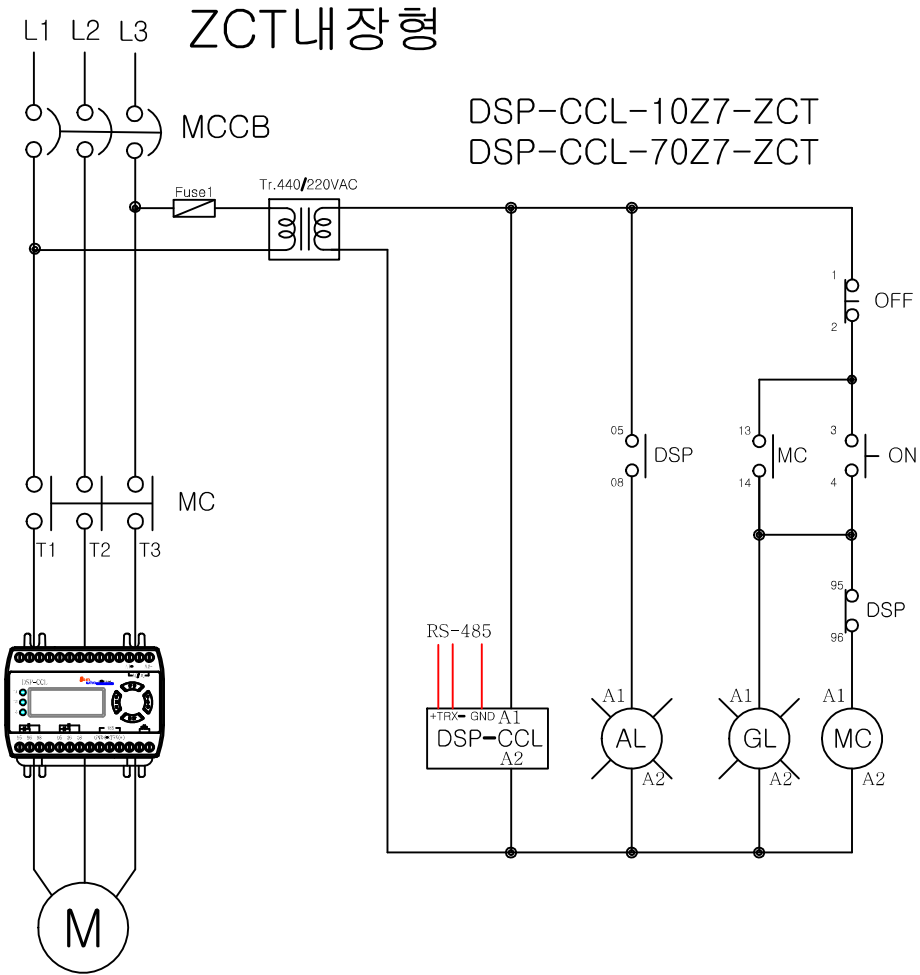 ZCT내장형
L1 L2 L3
DSP-CCL-10Z7-ZCT
DSP-CCL-70Z7-ZCT
MCCB
Fuse1
Tr.440/220VAC
1
OFF
2
05
DSP
08
13
MC
14
3
ON
4
MC
T1 T2 T3
95
DSP
96
RS-485
+TRX- GND A1
DSP-CCL
A2
A1
AL
A2
A1
GL
A2
A1
MC
A2
DSP-CCL
M